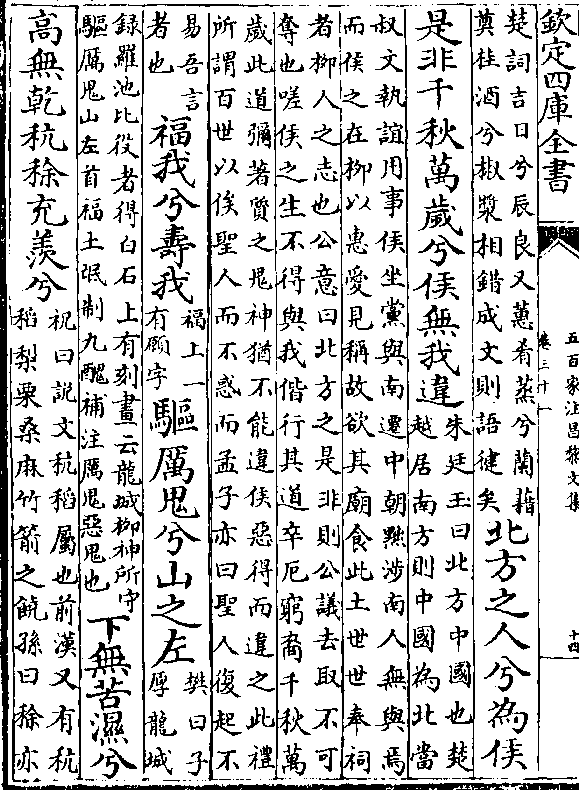 欽定四庫全書
五百家注昌黎文集
卷三十一
十四
楚詞吉日兮辰良又蕙肴蒸兮蘭藉
奠桂酒兮椒漿相錯成文則語徤矣
北方之人兮為侯
是非千秋萬歲兮侯無我違
朱廷玉曰北方中國也楚
越居南方則中國為北當
叔文執誼用事侯坐黨與南遷中朝黜涉南人無與焉
而侯之在柳以惠愛見稱故欲其廟食此土世世奉祠
者柳人之志也公意曰北方之是非則公議去取不可
奪也嗟侯之生不得與我偕行其道卒厄窮裔千秋萬
歲此道彌著質之鬼神猶不能違侯惡得而違之此禮
所謂百世以俟聖人而不惑而孟子亦曰聖人復起不
易吾言
者也
福我兮壽我
福上一
有願字
驅厲鬼兮山之左
樊曰子
厚龍城
録羅池北役者得白石上有刻畫云龍城柳神所守
驅厲鬼山左首福土氓制九醜補注厲鬼惡鬼也
下無苦濕兮
高無乾秔稌充羨兮
祝曰說文秔稻屬也前漢又有秔
稻梨栗桑麻竹箭之饒孫曰稌亦